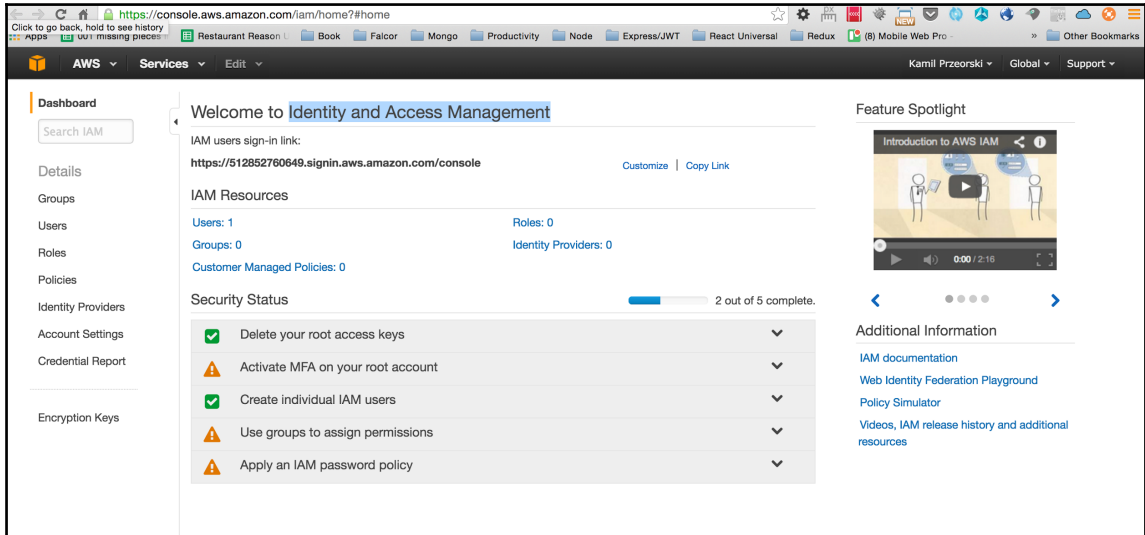 https://console.aws.amazon.com/iam/home?#home
Click to go back, hold to see history
Apps 001 missing pieces Restaurant Reason U Book Falcor Mongo Productivity Node Express/JWT React Universal Redux (8) Mobile Web Pro - » Other Bookmarks
NEW
AWS Services Edit Kamil Przeorski Global Support
Dashboard
Search IAM
Details
Groups
Users
Roles
Policies
Identity Providers
Account Settings
Credential Report
Encryption Keys
Welcome to Identity and Access Management
IAM users sign-in link:
https://512852760649.signin.aws.amazon.com/console Customize | Copy Link
IAM Resources
Users: 1 Roles: 0
Groups: 0 Identity Providers: 0
Customer Managed Policies: 0
Security Status 2 out of 5 complete.
Delete your root access keys
Activate MFA on your root account
Create individual IAM users
Use groups to assign permissions
Apply an IAM password policy
Feature Spotlight
Introduction to AWS IAM
0:00 / 2:16
Additional Information
IAM documentation
Web Identity Federation Playground
Policy Simulator
Videos, IAM release history and additional
resources